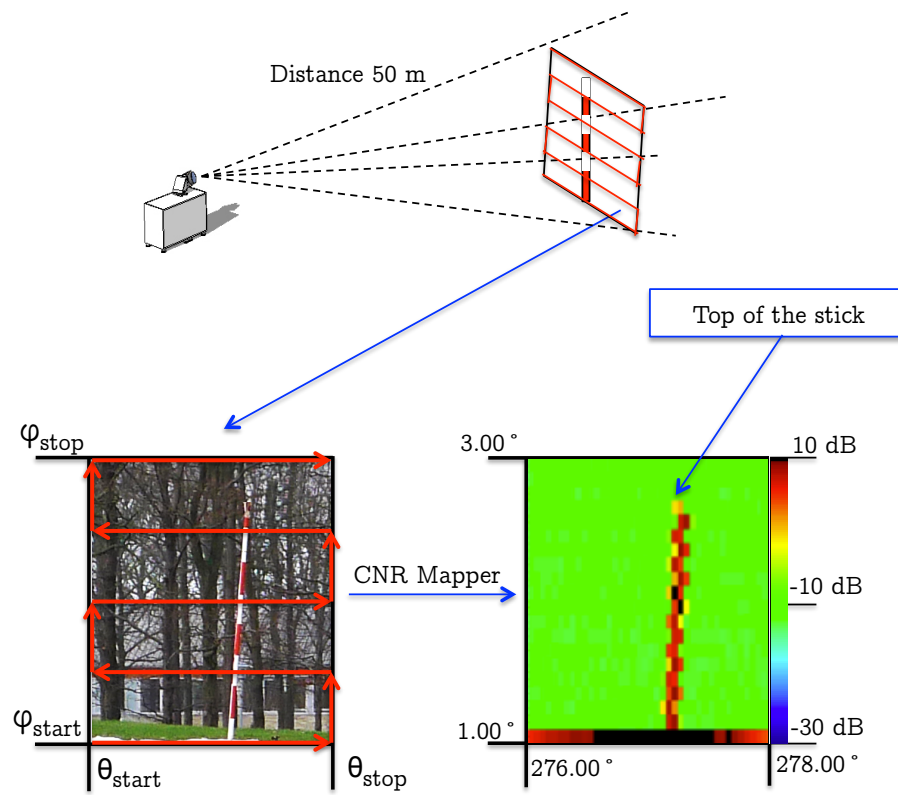 Distance 50 m
Top of the stick
φstop
3.00°
10 dB
CNR Mapper
-10 dB
φstart
1.00°
-30 dB
θstart
θstop
276.00°
278.00°